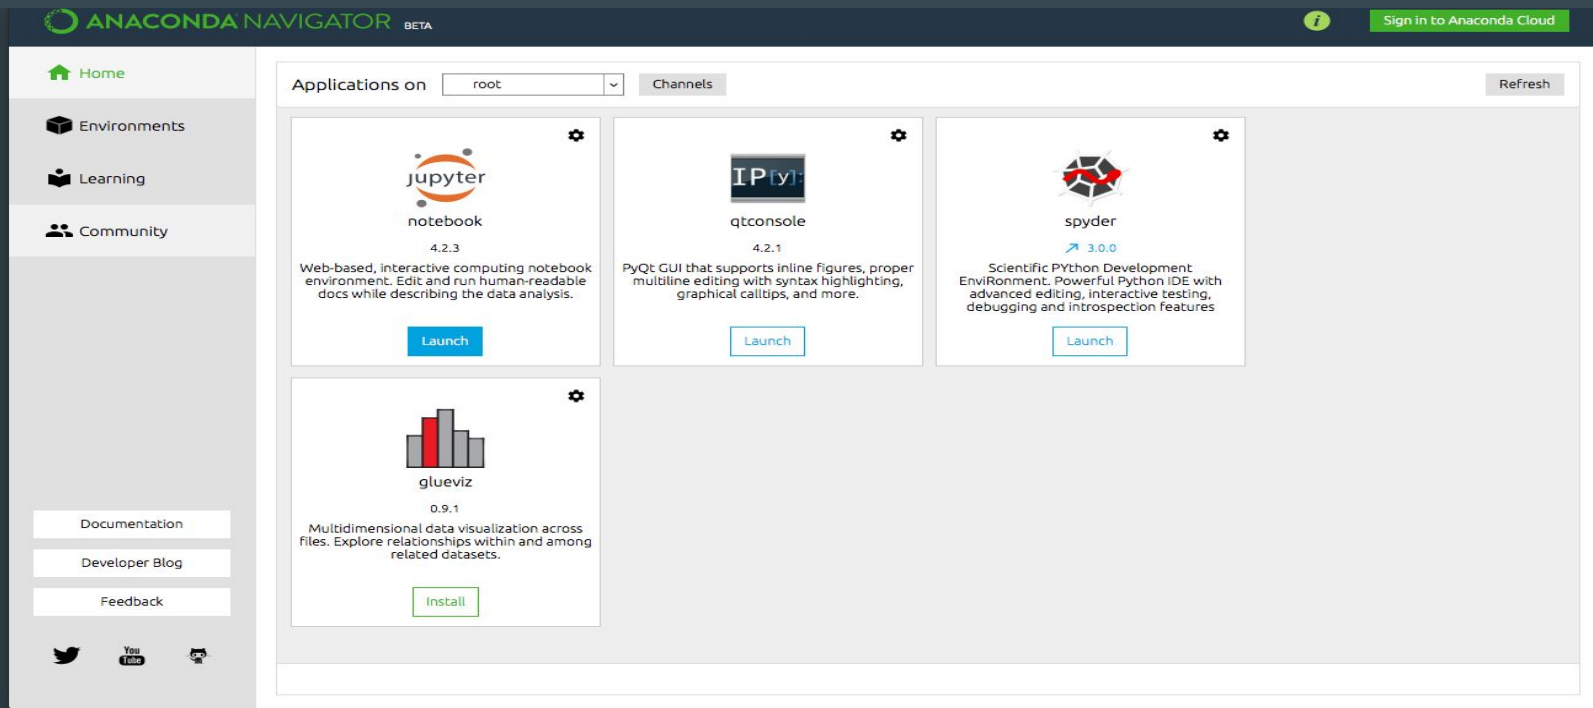 ANACONDA NAVIGATOR BETA
i
Sign in to Anaconda Cloud
Home
Environments
Learning
Community
Documentation
Developer Blog
Feedback
You
Tube
Applications on
root
Channels
Refresh
jupyter
notebook
4.2.3
Web-based, interactive computing notebook
environment. Edit and run human-readable
docs while describing the data analysis.
Launch
IP[y]:
qtconsole
4.2.1
PyQt GUI that supports inline figures, proper
multiline editing with syntax highlighting,
graphical calltips, and more.
Launch
spyder
3.0.0
Scientific PYthon Development
EnviRonment. Powerful Python IDE with
advanced editing, interactive testing,
debugging and introspection features
Launch
glueviz
0.9.1
Multidimensional data visualization across
files. Explore relationships within and among
related datasets.
Install